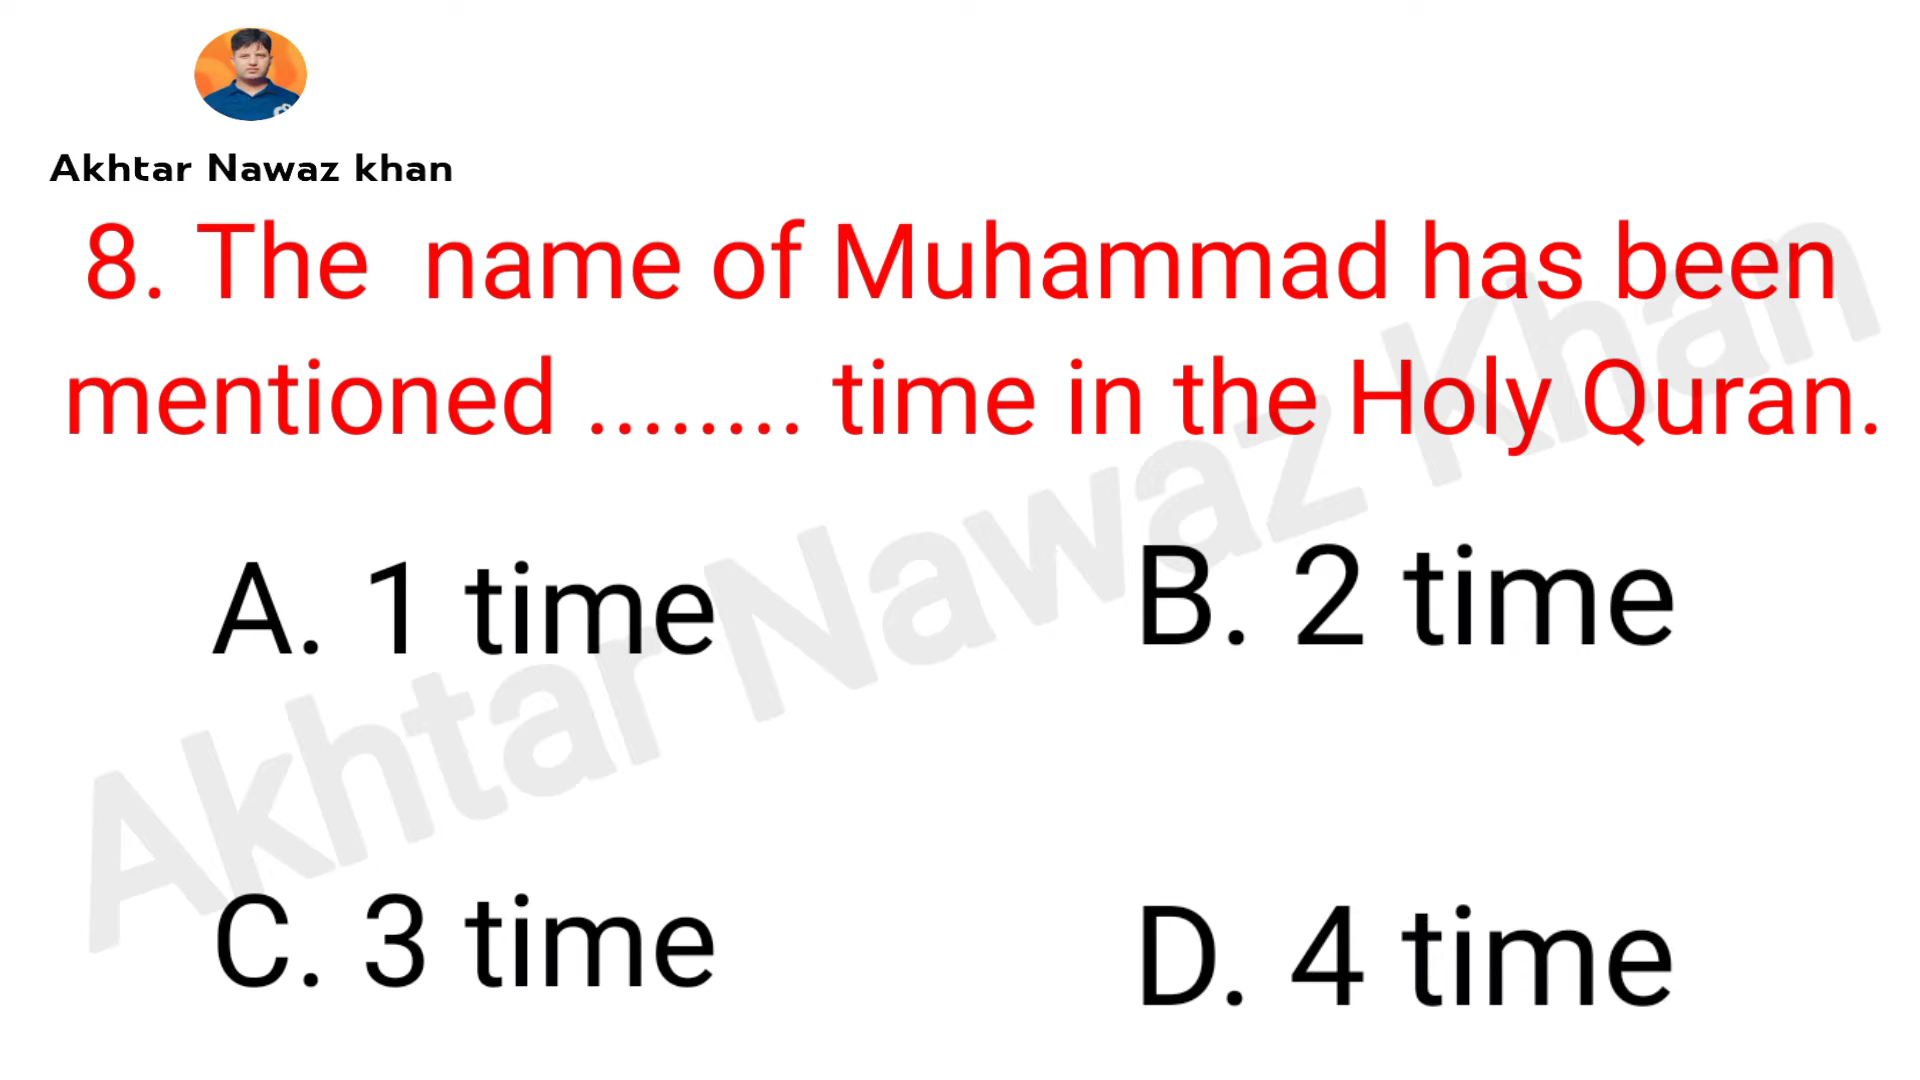 Akhtar Nawaz khan
8. The name of Muhammad has been
mentioned ........ time in the Holy Quran.
A. 1 time
B. 2 time
C. 3 time
D. 4 time
Akhtar Nawaz Khan